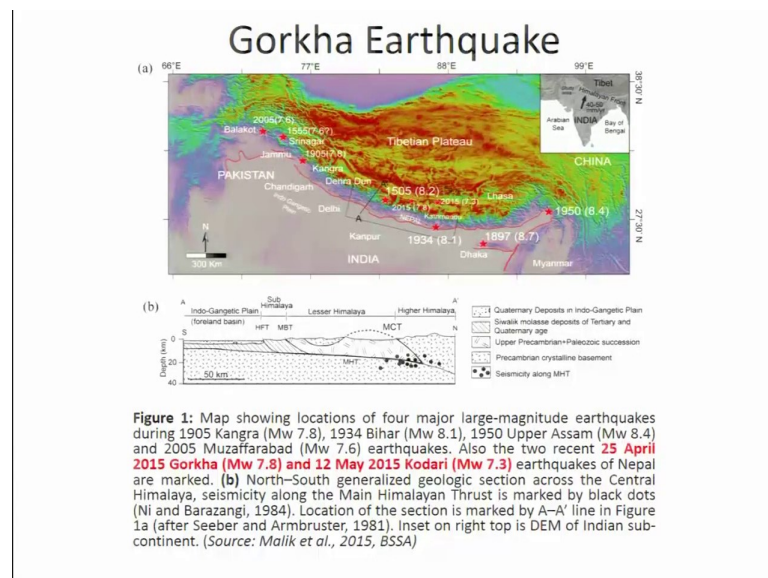 Gorkha Earthquake
(a)
66°E
77°E
88°E
99°E
38°30' N
27°30' N
Tibet
Himalayan Front
40-50
INDIA
Arabian
Sea
Bay of
Bengal
2005(7.6)
Balakot
1555(7.6?)
Srinagar
Jammu
1905(7.8)
Kangra
Tibetian Plateau
CHINA
PAKISTAN
Chandigarh
Dehra Dun
1505 (8.2)
Lhasa
Indo-Gangetic
Plain
Delhi
A
2015 (7.8)
2015 (7.3)
1950 (8.4)
Kanpur
1934 (8.1)
1897 (8.7)
N
300 Km
INDIA
Dhaka
Myanmar
(b)
A
A'
Indo-Gangetic Plain
Sub
Himalaya
Lesser Himalaya
Higher Himalaya
(foreland basin)
S
HFT
MBT
MCT
N
Depth (km)
0
20
40
MHT
50 km
Quaternary Deposits in Indo-Gangetic Plain
Siwalik molasse deposits of Tertiary and
Quaternary age
Upper Precambrian+Paleozoic succession
Precambrian crystalline basement
Seismicity along MHT
Figure 1: Map showing locations of four major large-magnitude earthquakes
during 1905 Kangra (Mw 7.8), 1934 Bihar (Mw 8.1), 1950 Upper Assam (Mw 8.4)
and 2005 Muzaffarabad (Mw 7.6) earthquakes. Also the two recent 25 April
2015 Gorkha (Mw 7.8) and 12 May 2015 Kodari (Mw 7.3) earthquakes of Nepal
are marked. (b) North–South generalized geologic section across the Central
Himalaya, seismicity along the Main Himalayan Thrust is marked by black dots
(Ni and Barazangi, 1984). Location of the section is marked by A–A' line in Figure
1a (after Seeber and Armbruster, 1981). Inset on right top is DEM of Indian sub-
continent. (Source: Malik et al., 2015, BSSA)